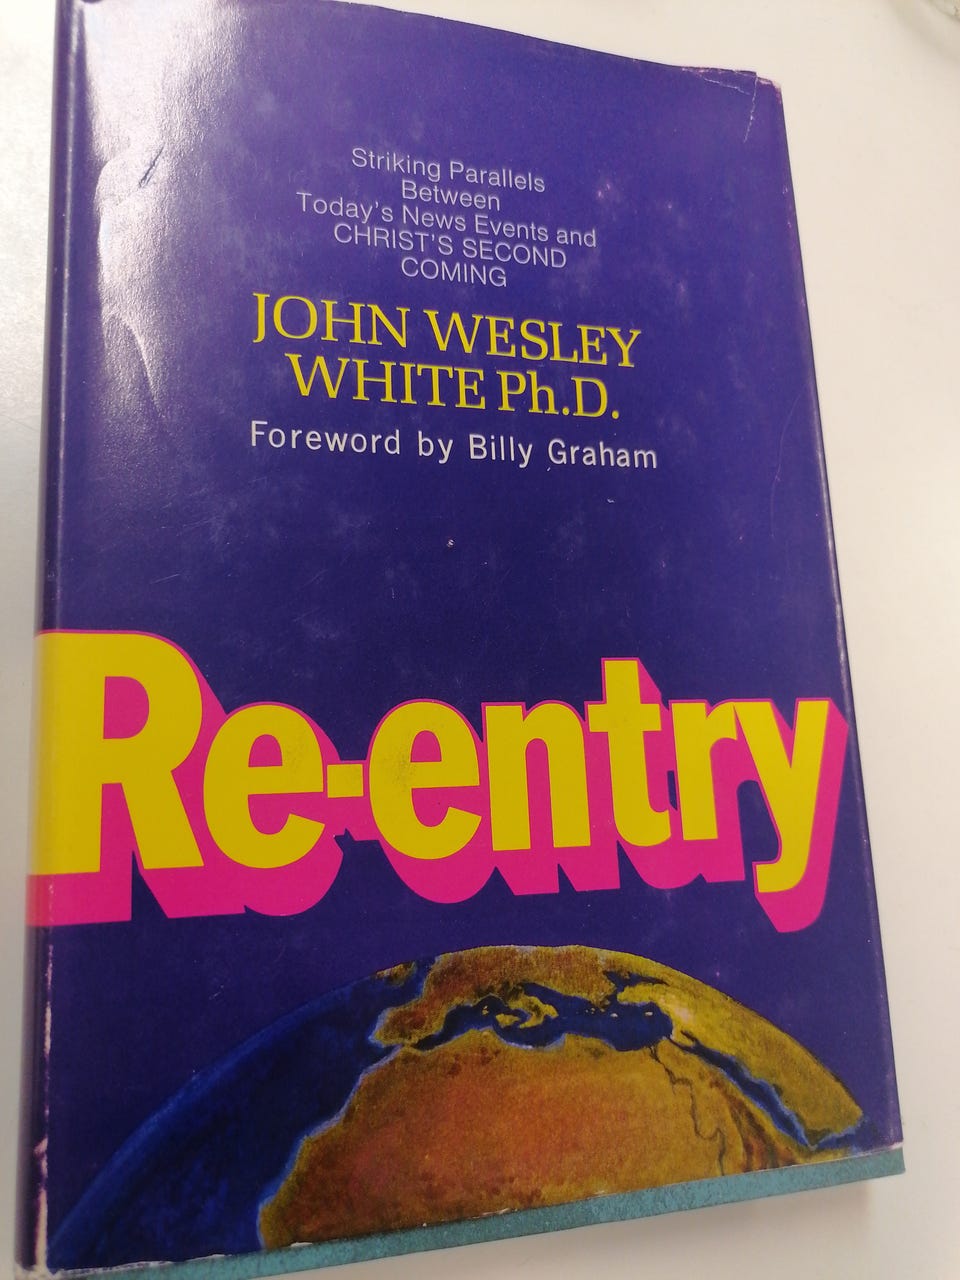 Striking Parallels
Between
Today's News Events and
CHRIST'S SECOND
COMING
JOHN WESLEY
WHITE Ph.D.
Foreword by Billy Graham
Re-entry